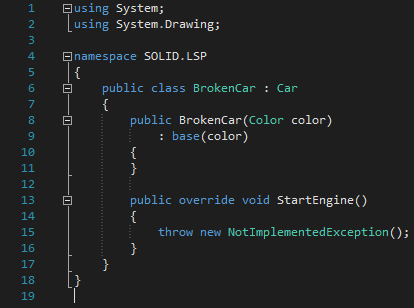 1 using System;
2 using System.Drawing;
3
4 namespace SOLID.LSP
5 {
6     public class BrokenCar : Car
7     {
8         public BrokenCar(Color color)
9             : base(color)
10         {
11         }
12
13         public override void StartEngine()
14         {
15             throw new NotImplementedException();
16         }
17     }
18 }
19